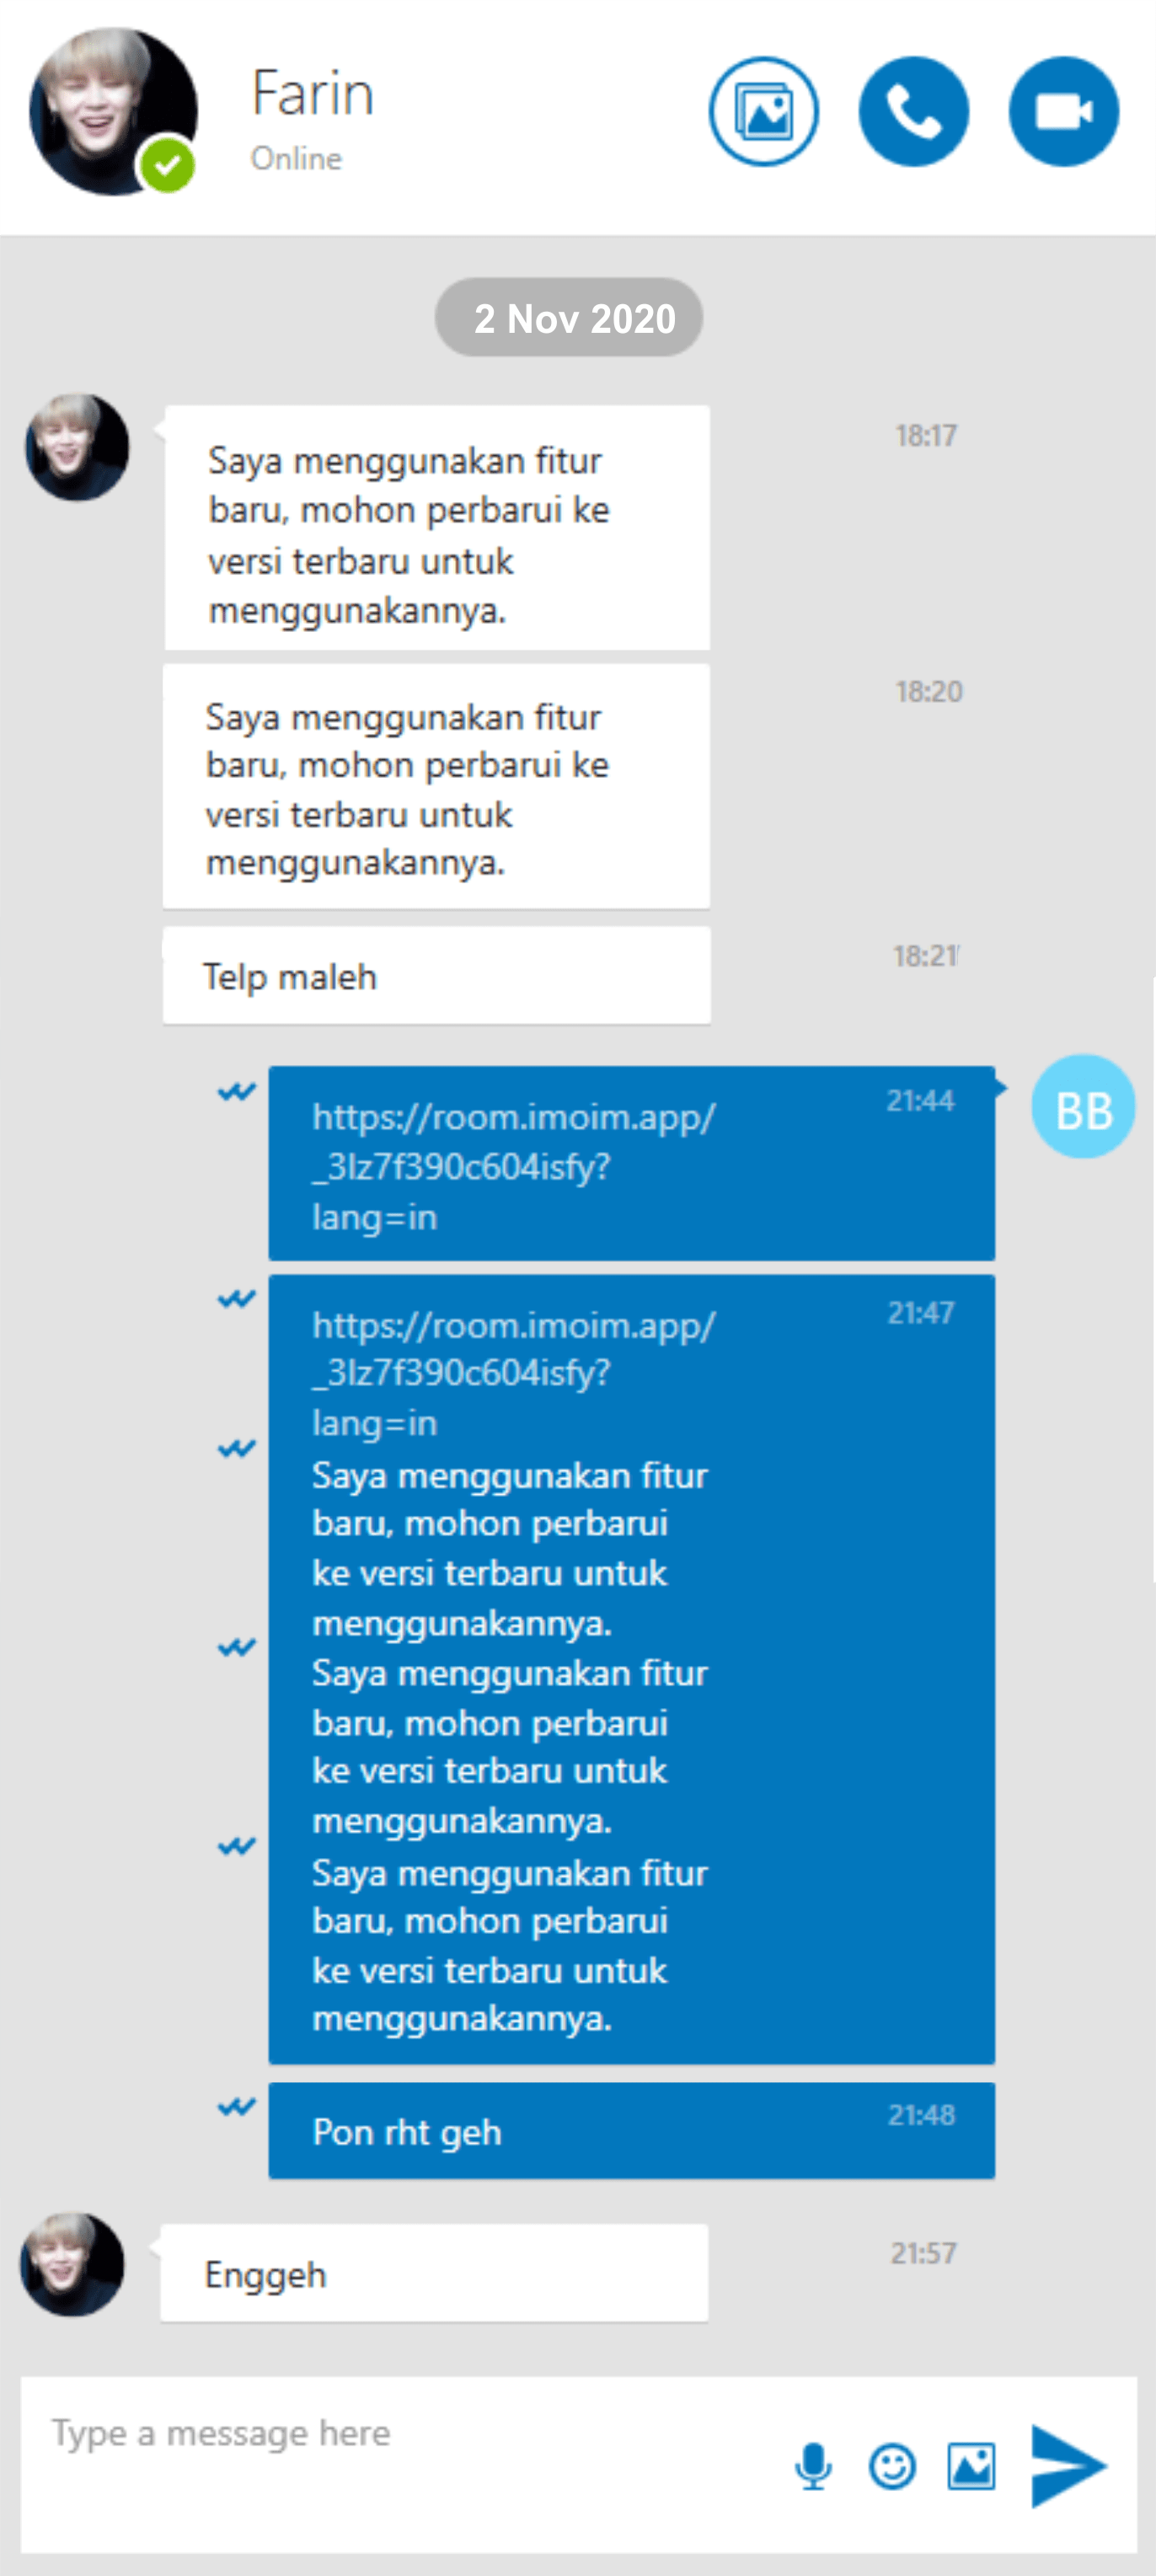 Farin
Online
2 Nov 2020
Saya menggunakan fitur
baru, mohon perbarui ke
versi terbaru untuk
menggunakannya.
18:17
Saya menggunakan fitur
baru, mohon perbarui ke
versi terbaru untuk
menggunakannya.
18:20
Telp maleh
18:21
https://room.imoim.app/
_3lz7f390c604isfy?
lang=in
21:44
BB
https://room.imoim.app/
_3lz7f390c604isfy?
lang=in
21:47
Saya menggunakan fitur
baru, mohon perbarui
ke versi terbaru untuk
menggunakannya.
Saya menggunakan fitur
baru, mohon perbarui
ke versi terbaru untuk
menggunakannya.
Saya menggunakan fitur
baru, mohon perbarui
ke versi terbaru untuk
menggunakannya.
Pon rht geh
21:48
Enggeh
21:57
Type a message here